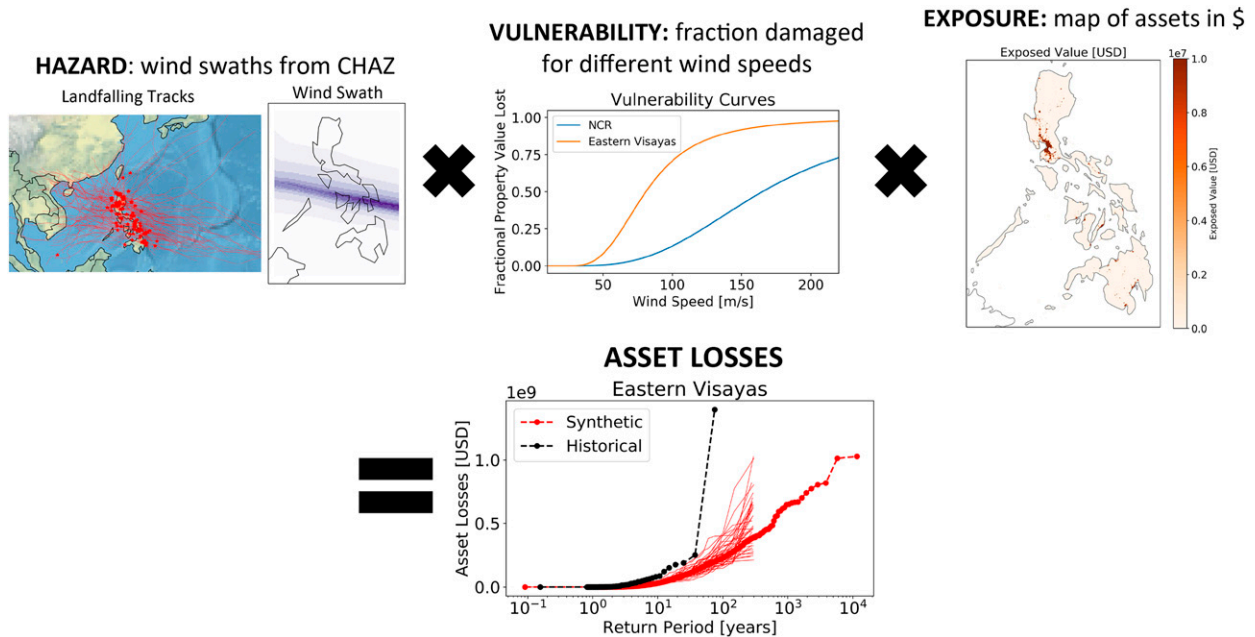 EXPOSURE: map of assets in $
VULNERABILITY: fraction damaged
for different wind speeds
HAZARD: wind swaths from CHAZ
Landfalling Tracks
Wind Swath
Vulnerability Curves
NCR
Eastern Visayas
Fractional Property Value Lost
1.00
0.75
0.50
0.25
0.00
50
100
150
200
Wind Speed [m/s]
Exposed Value [USD]
1e7
1.0
0.8
0.6
0.4
0.2
0.0
Exposed Value [USD]
ASSET LOSSES
Eastern Visayas
1e9
Synthetic
Historical
Asset Losses [USD]
1.0
0.5
0.0
10⁻¹
10⁰
10¹
10²
10³
10⁴
Return Period [years]